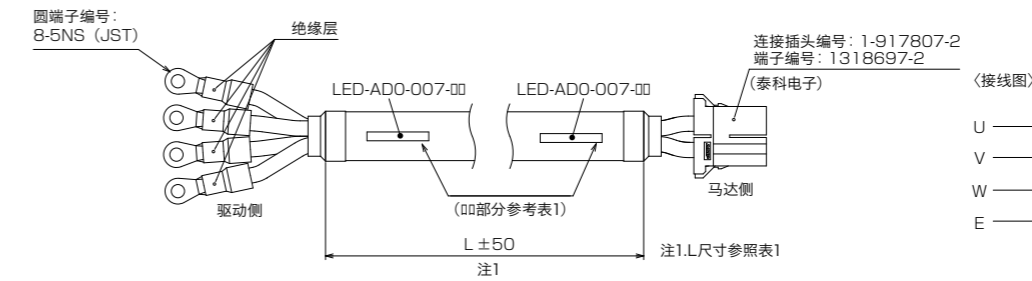 圆端子编号：
8-5NS（JST）
绝缘层
连接插头编号：1-917807-2
端子编号：1318697-2
（泰科电子）
〈接线图〉
LED-AD0-007-□□
LED-AD0-007-□□
U
V
W
E
（□□部分参考表1）
驱动侧
马达侧
L ±50
注1
注1.L尺寸参照表1